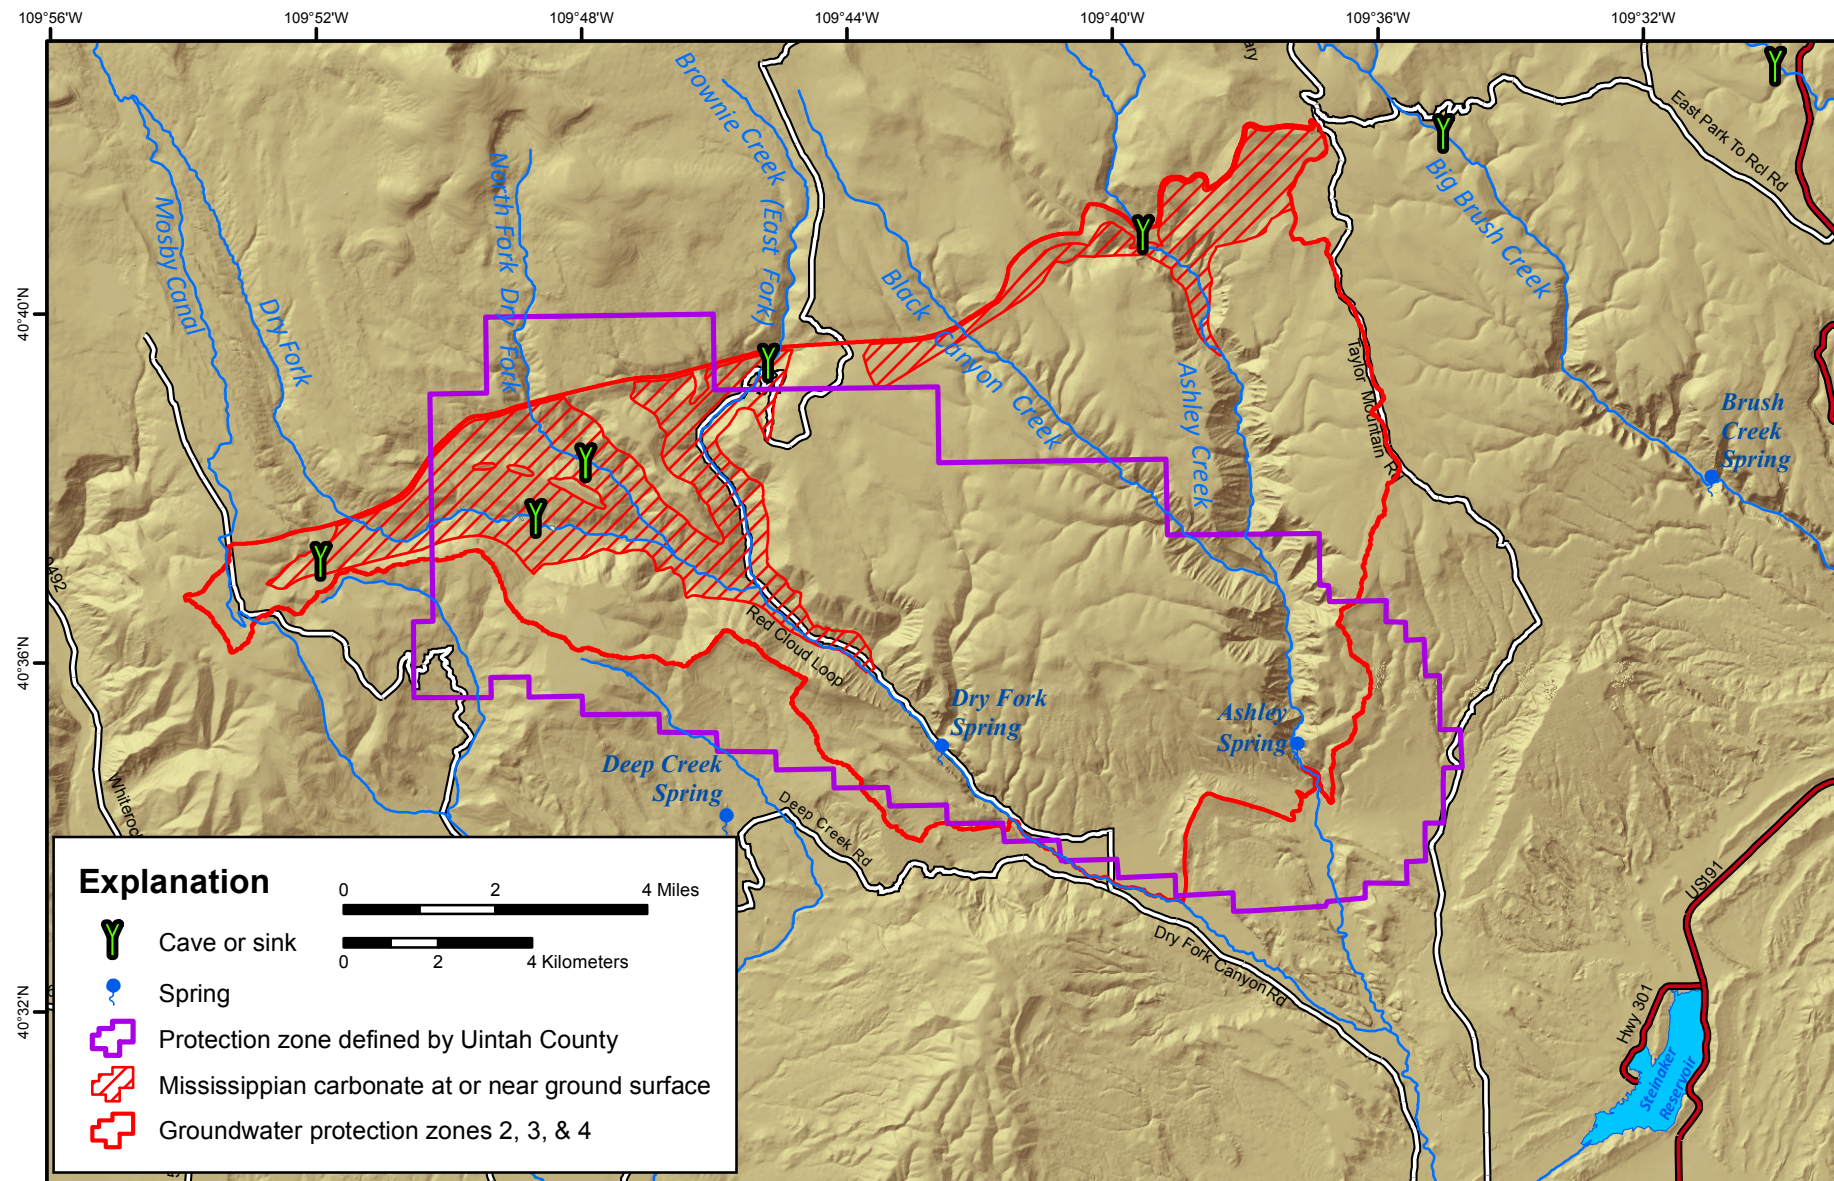 109°56'W
109°52'W
109°48'W
109°44'W
109°40'W
109°36'W
109°32'W
40°40'N
40°36'N
40°32'N
Brownie Creek (East Fork)
ary
East Park To Rcl Rd
Big Brush Creek
Mosby Canal
Dry Fork
North Fork Dry Fork
Black Canyon Creek
Ashley Creek
Taylor Mountain R
Brush
Creek
Spring
Red Cloud Loop
Dry Fork
Spring
Ashley
Spring
Deep Creek
Spring
Deep Creek Rd
Whiteroc
US191
Dry Fork Canyon Rd
Hwy 301
Steinaker
Reservoir
Explanation
0 2 4 Miles
0 2 4 Kilometers
Cave or sink
Spring
Protection zone defined by Uintah County
Mississippian carbonate at or near ground surface
Groundwater protection zones 2, 3, & 4